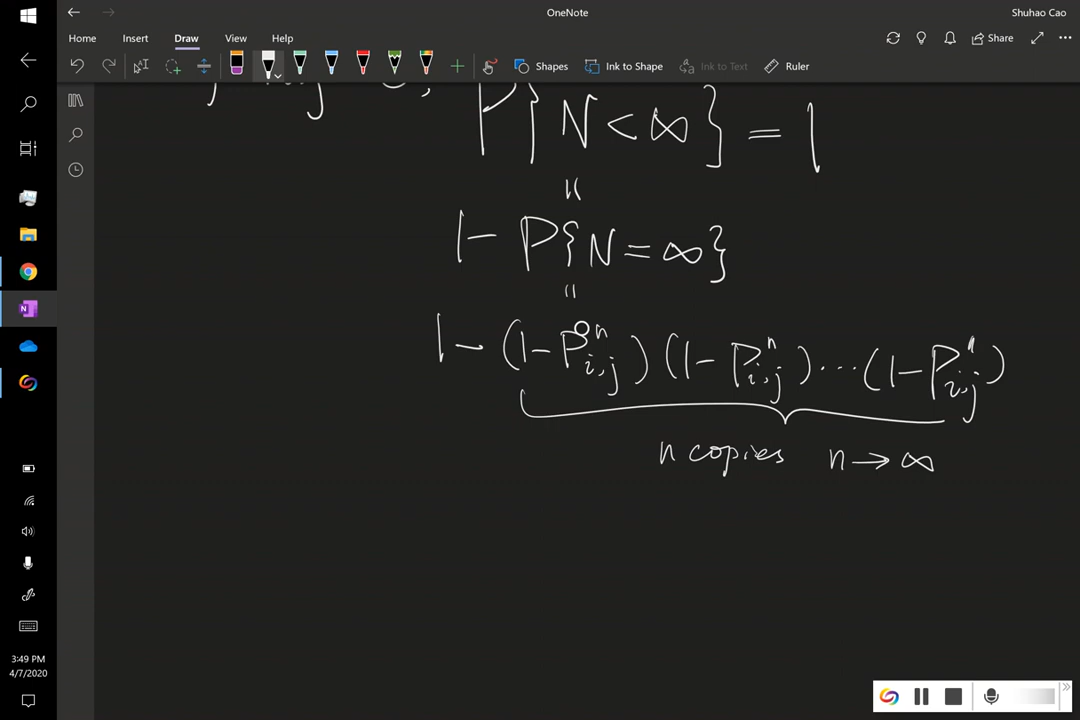 OneNote
Shuhao Cao
Home Insert Draw View Help
Share
Shapes Ink to Shape Ink to Text Ruler
P{N<∞} = 1
=
1- P{N=∞}
=
1-(1-P^n_{i,j})(1-P^n_{i,j})...(1-P^n_{i,j})
n copies n→∞
3:49 PM
4/7/2020